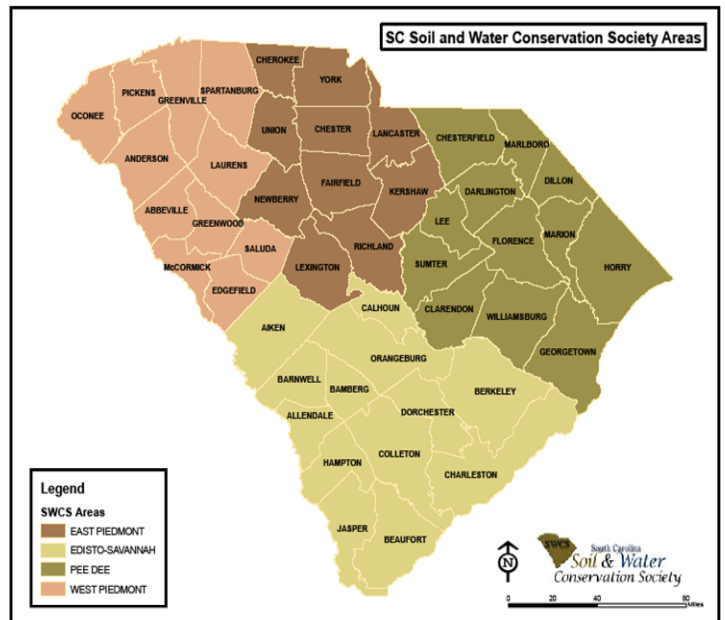 SC Soil and Water Conservation Society Areas
CHEROKEE
YORK
SPARTANBURG
PICKENS
GREENVILLE
OCONEE
UNION
CHESTER
LANCASTER
CHESTERFIELD
MARLBORO
ANDERSON
LAURENS
DILLON
FAIRFIELD
KERSHAW
DARLINGTON
NEWBERRY
ABBEVILLE
GREENWOOD
LEE
MARION
FLORENCE
SALUDA
RICHLAND
McCORMICK
LEXINGTON
SUMTER
HORRY
EDGEFIELD
CALHOUN
CLARENDON
WILLIAMSBURG
AIKEN
GEORGETOWN
ORANGEBURG
BARNWELL
BAMBERG
BERKELEY
ALLENDALE
DORCHESTER
COLLETON
HAMPTON
CHARLESTON
JASPER
BEAUFORT
Legend
SWCS Areas
EAST PIEDMONT
EDISTO-SAVANNAH
PEE DEE
WEST PIEDMONT
N
SWCS
South Carolina
Soil & Water
Conservation Society
0 20 40 80
Miles